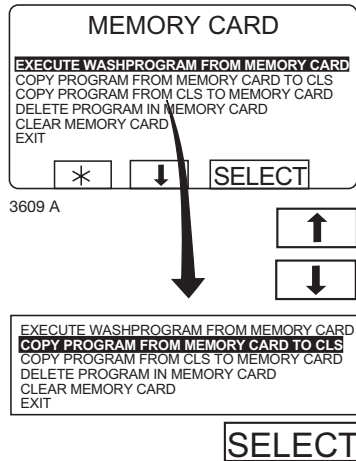 MEMORY CARD
EXECUTE WASHPROGRAM FROM MEMORY CARD
COPY PROGRAM FROM MEMORY CARD TO CLS
COPY PROGRAM FROM CLS TO MEMORY CARD
DELETE PROGRAM IN MEMORY CARD
CLEAR MEMORY CARD
EXIT
SELECT
3609 A
EXECUTE WASHPROGRAM FROM MEMORY CARD
COPY PROGRAM FROM MEMORY CARD TO CLS
COPY PROGRAM FROM CLS TO MEMORY CARD
DELETE PROGRAM IN MEMORY CARD
CLEAR MEMORY CARD
EXIT
SELECT